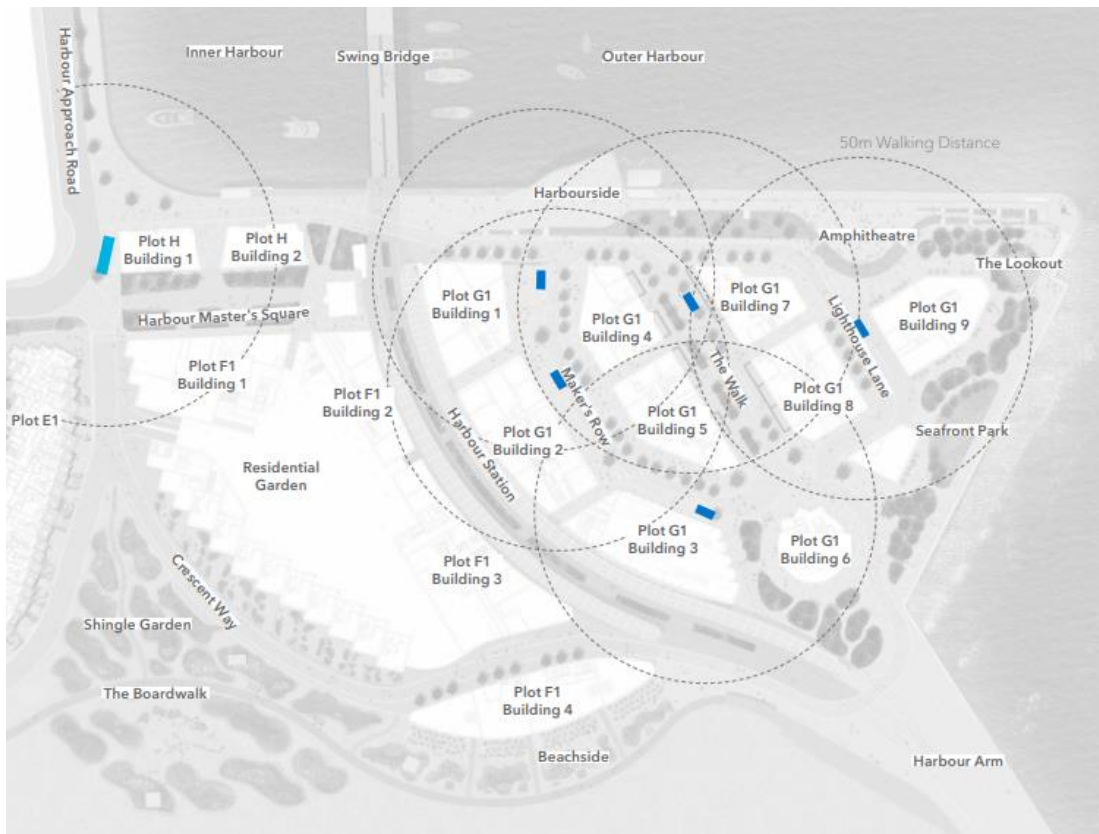 Inner Harbour
Swing Bridge
Outer Harbour
Harbour Approach Road
50m Walking Distance
Harbourside
Plot H
Building 1
Plot H
Building 2
Amphitheatre
The Lookout
Plot G1
Building 1
Plot G1
Building 4
Plot G1
Building 7
Lighthouse Lane
Plot G1
Building 9
Harbour Master's Square
Plot F1
Building 1
Plot F1
Building 2
Maker's Row
The Walk
Plot G1
Building 8
Plot E1
Harbour Station
Plot G1
Building 2
Plot G1
Building 5
Seafront Park
Residential
Garden
Plot G1
Building 3
Plot G1
Building 6
Plot F1
Building 3
Crescent Way
Shingle Garden
The Boardwalk
Plot F1
Building 4
Beachside
Harbour Arm